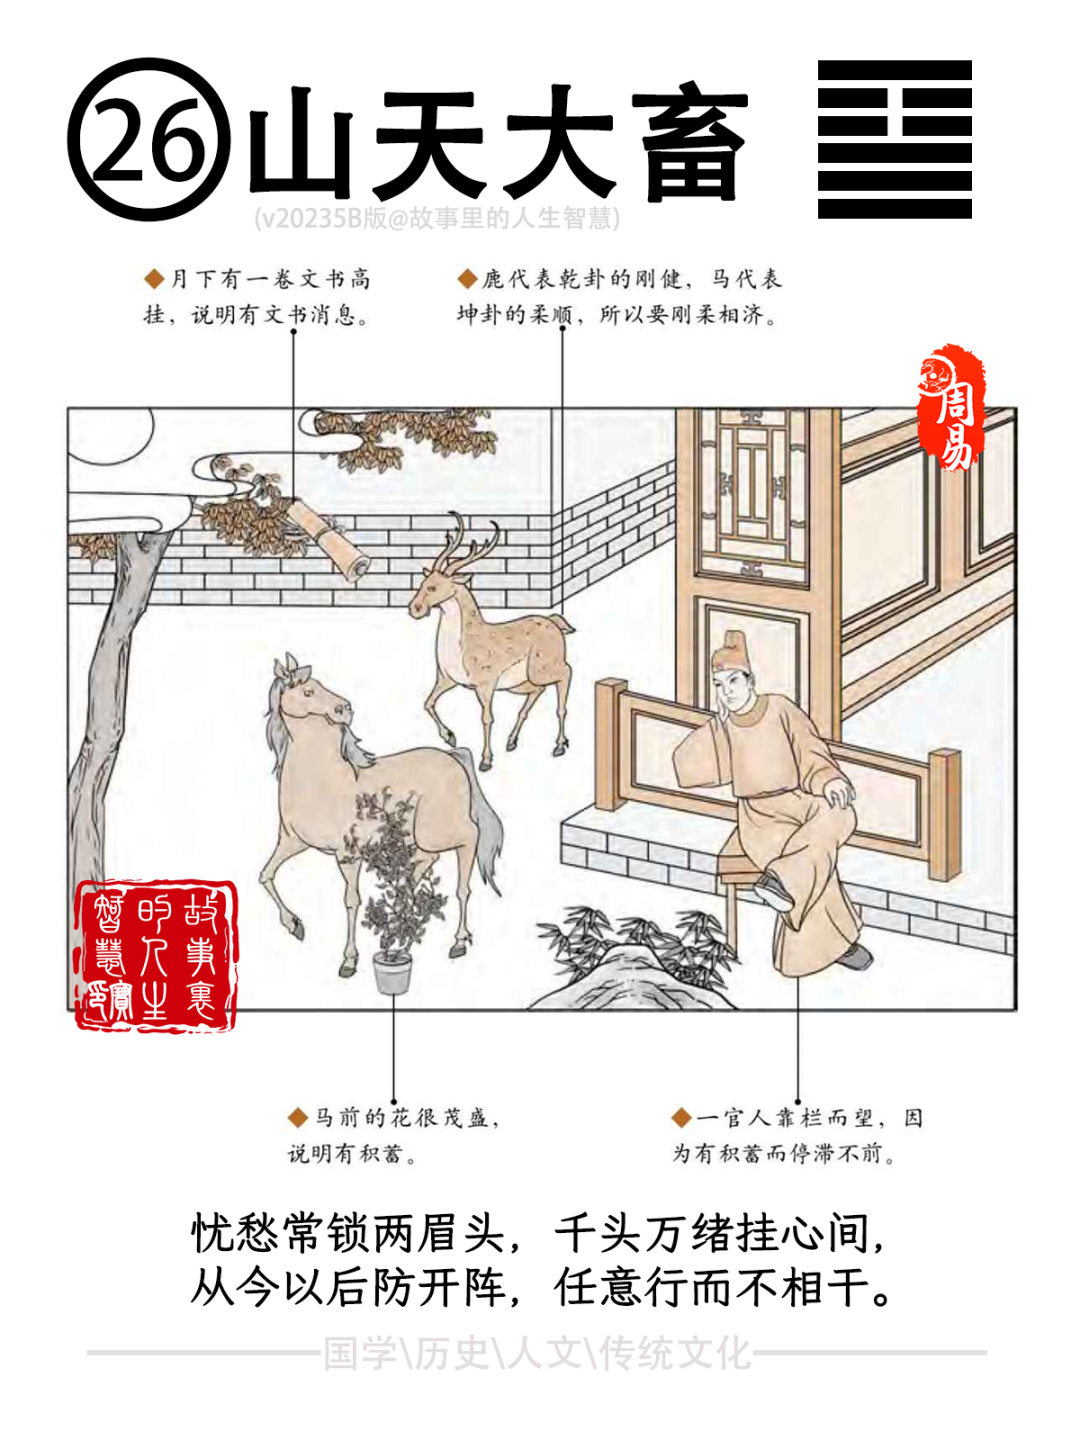 26 山天大畜
(v20235B版@故事里的人生智慧)
◆月下有一卷文书高
挂，说明有文书消息。
◆鹿代表乾卦的刚健，马代表
坤卦的柔顺，所以要刚柔相济。
周易
故事裏
的人生
智慧寶印
◆马前的花很茂盛，
说明有积蓄。
◆一官人靠栏而望，因
为有积蓄而停滞不前。
忧愁常锁两眉头，千头万绪挂心间，
从今以后防开阵，任意行而不相干。
国学\历史\人文\传统文化